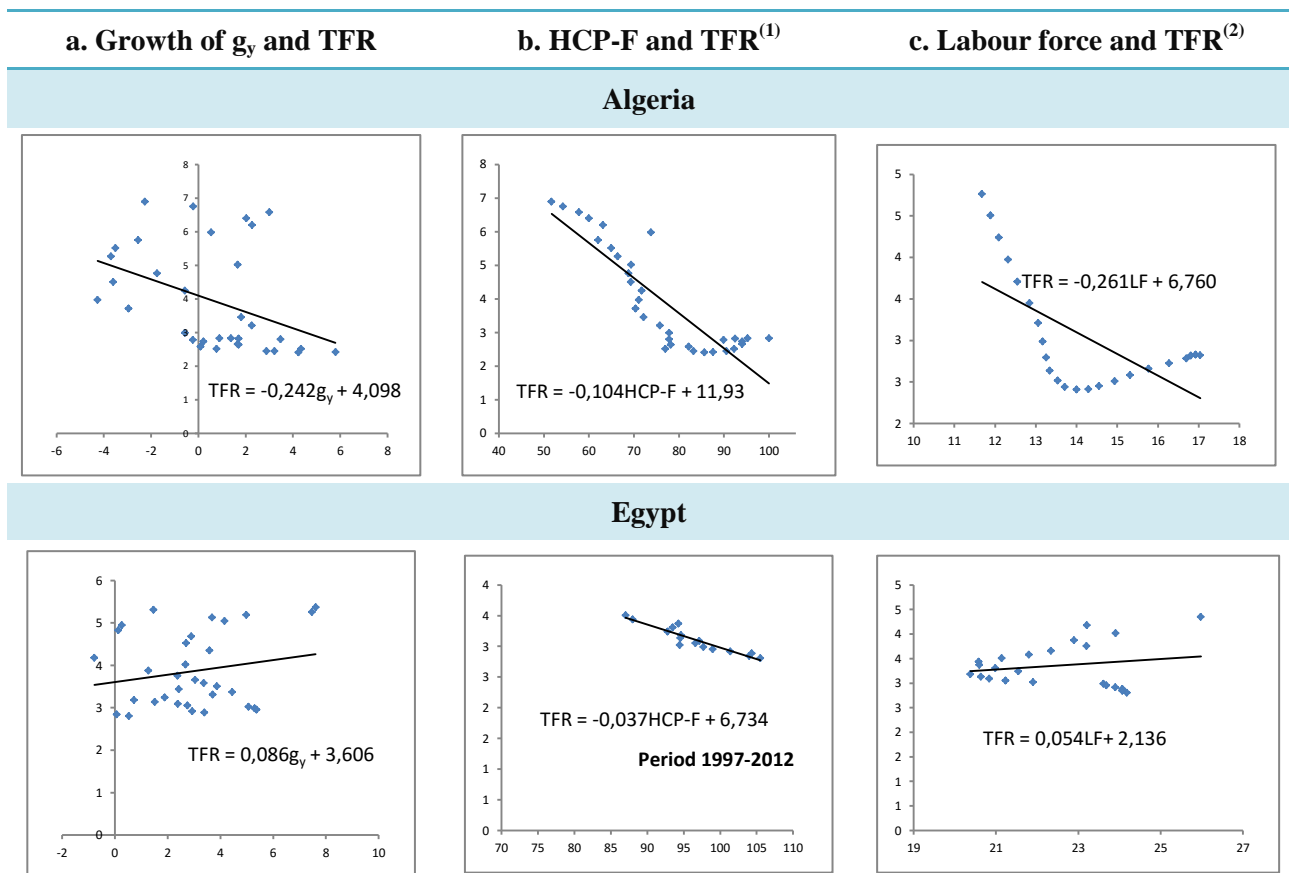 a. Growth of gy and TFR
b. HCP-F and TFR(1)
c. Labour force and TFR(2)
Algeria
8
7
6
5
4
3
2
1
0
-6 -4 -2 0 2 4 6 8
TFR = -0,242gy + 4,098
8
7
6
5
4
3
2
1
0
40 50 60 70 80 90 100
TFR = -0,104HCP-F + 11,93
5
5
4
4
3
3
2
10 11 12 13 14 15 16 17 18
TFR = -0,261LF + 6,760
Egypt
6
5
4
3
2
1
0
-2 0 2 4 6 8 10
TFR = 0,086gy + 3,606
4
4
3
3
2
2
1
1
0
70 75 80 85 90 95 100 105 110
TFR = -0,037HCP-F + 6,734
Period 1997-2012
5
5
4
4
3
3
2
2
1
1
0
19 21 23 25 27
TFR = 0,054LF+ 2,136